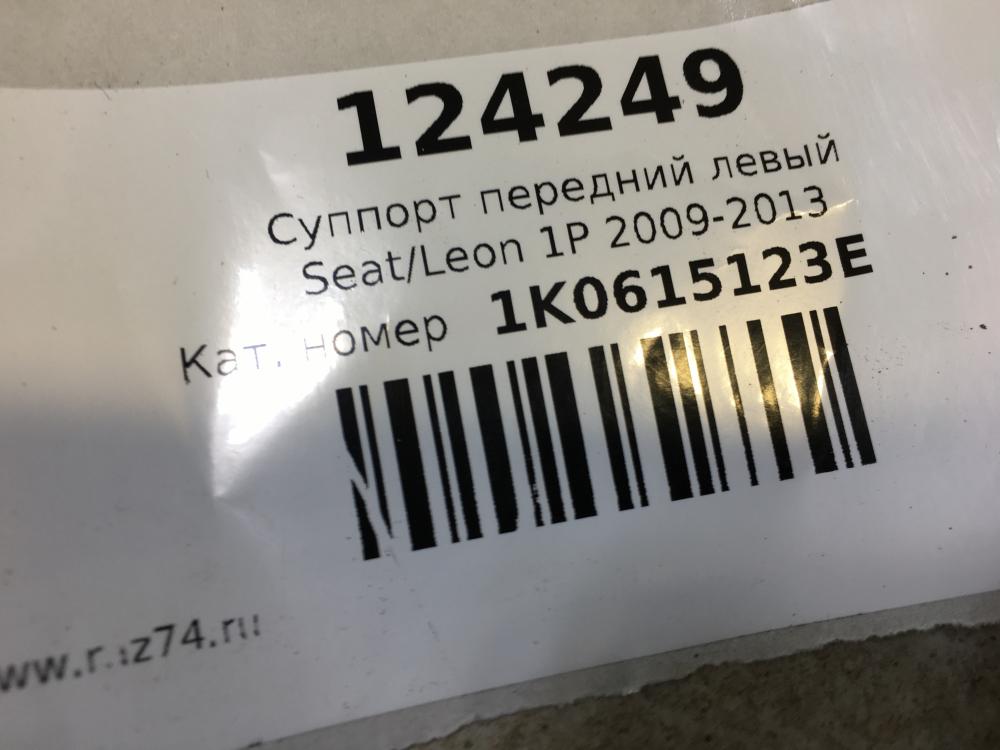 124249
Суппорт передний левый
Seat/Leon 1P 2009-2013
Кат. номер 1K0615123E